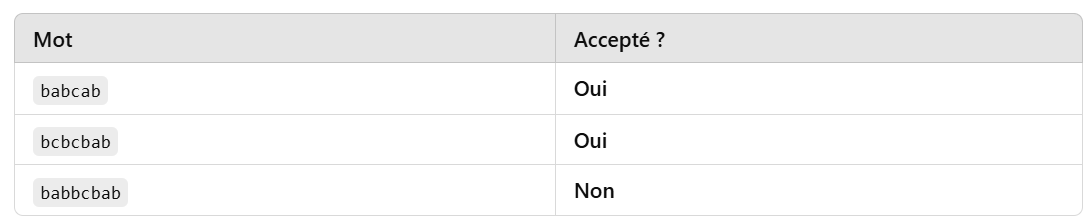 Mot Accepté ?
babcab Oui
bcbcbab Oui
babbcbab Non